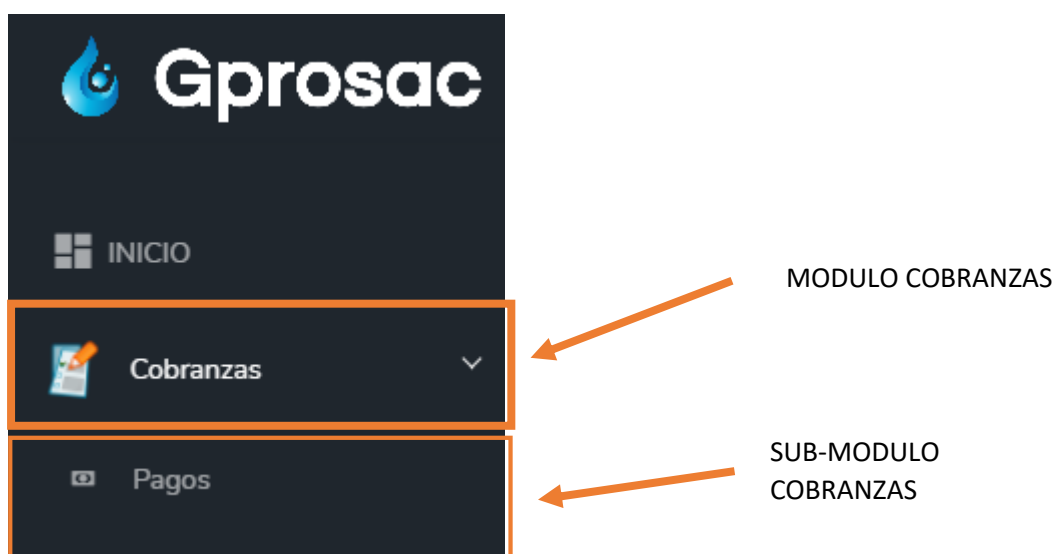 Gprosac
INICIO
MODULO COBRANZAS
Cobranzas
SUB-MODULO
COBRANZAS
Pagos